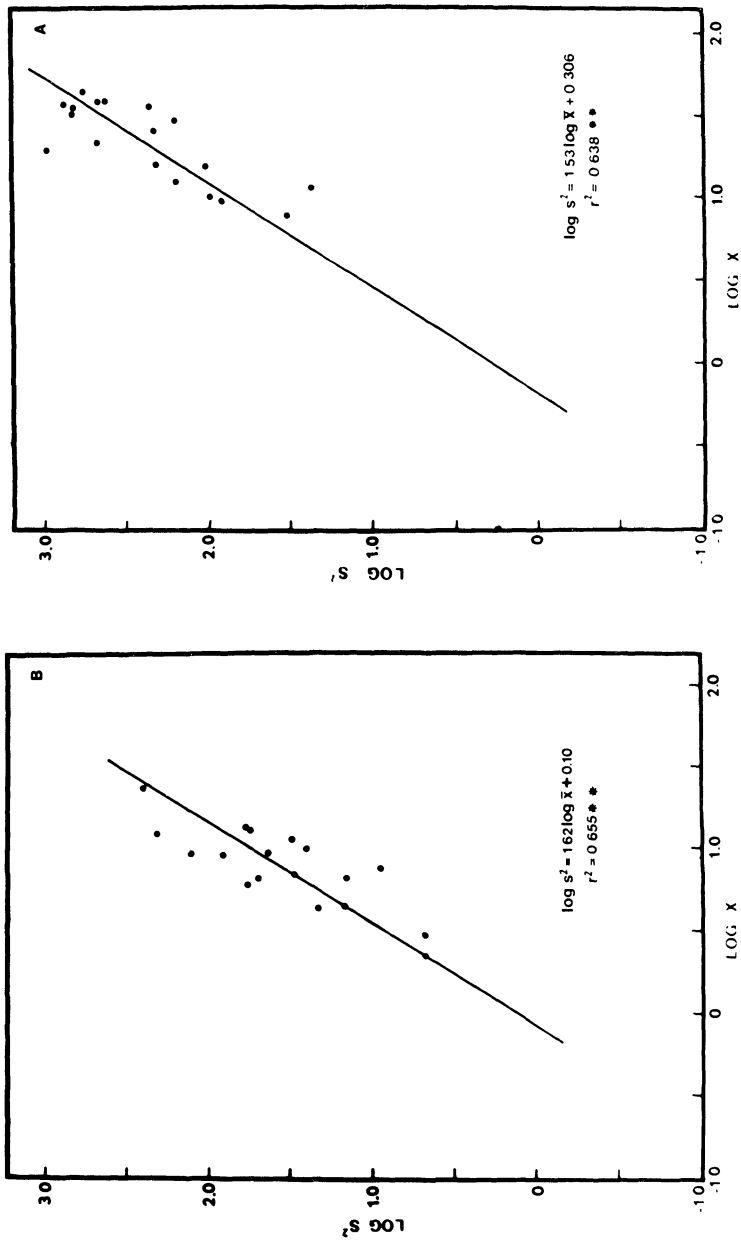 A
3.0
2.0
1.0
0
-1 0
LOG S²
-1 0
0
1.0
2.0
LOG X
log s² = 1 53 log X̄ + 0 306
r² = 0 638 * *
B
3 0
2.0
1.0
0
-1 0
LOG S²
-1 0
0
1.0
2.0
LOG X
log s² = 1 62 log X̄ + 0.10
r² = 0 655 * *